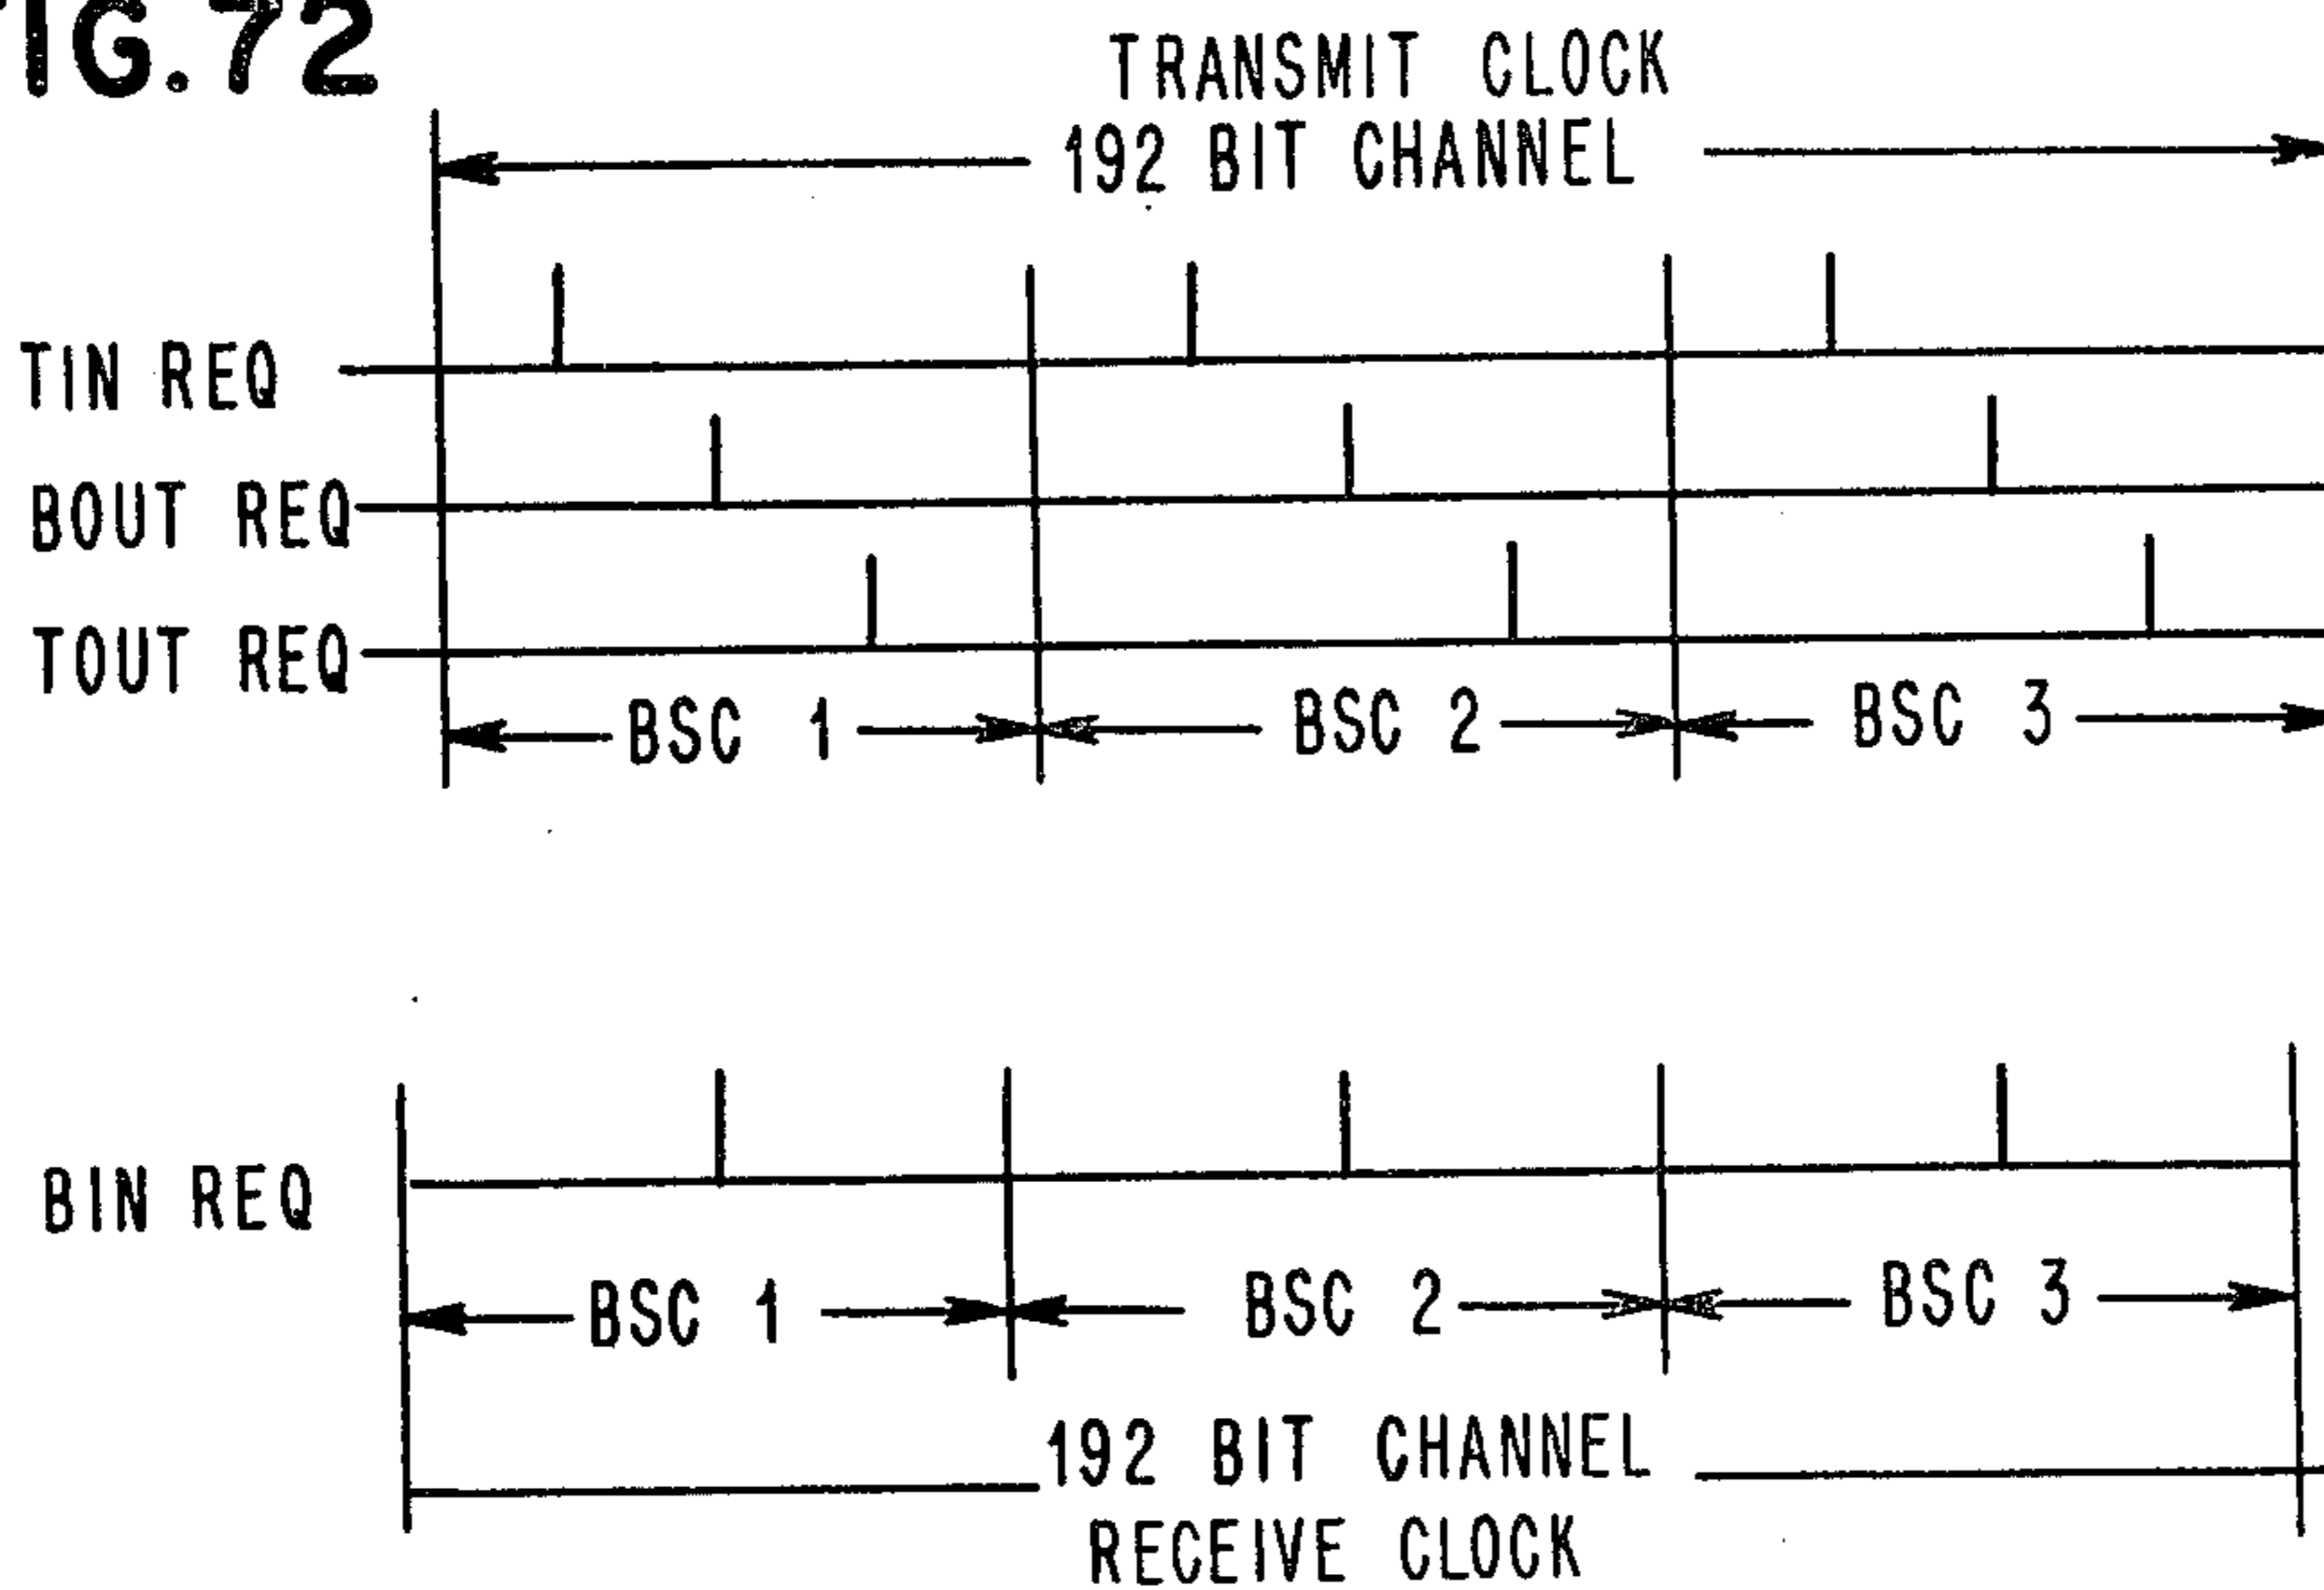 FIG.72
TRANSMIT CLOCK
192 BIT CHANNEL
TIN REQ
BOUT REQ
TOUT REQ
BSC 1
BSC 2
BSC 3
BIN REQ
BSC 1
BSC 2
BSC 3
192 BIT CHANNEL
RECEIVE CLOCK